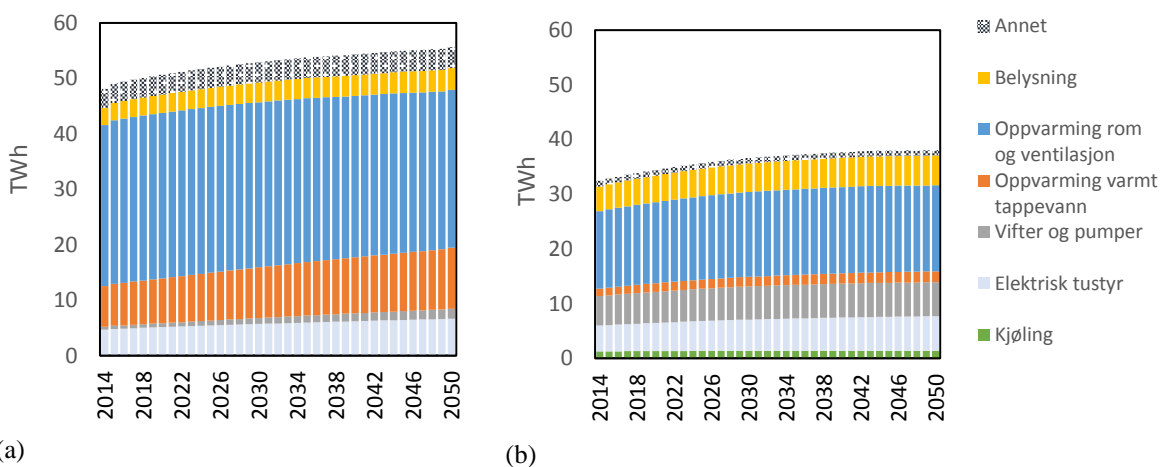 60
50
40
30
20
10
0
TWh
2014
2018
2022
2026
2030
2034
2038
2042
2046
2050
(a)
60
50
40
30
20
10
0
TWh
2014
2018
2022
2026
2030
2034
2038
2042
2046
2050
(b)
Annet
Belysning
Oppvarming rom
og ventilasjon
Oppvarming varmt
tappevann
Vifter og pumper
Elektrisk tustyr
Kjøling